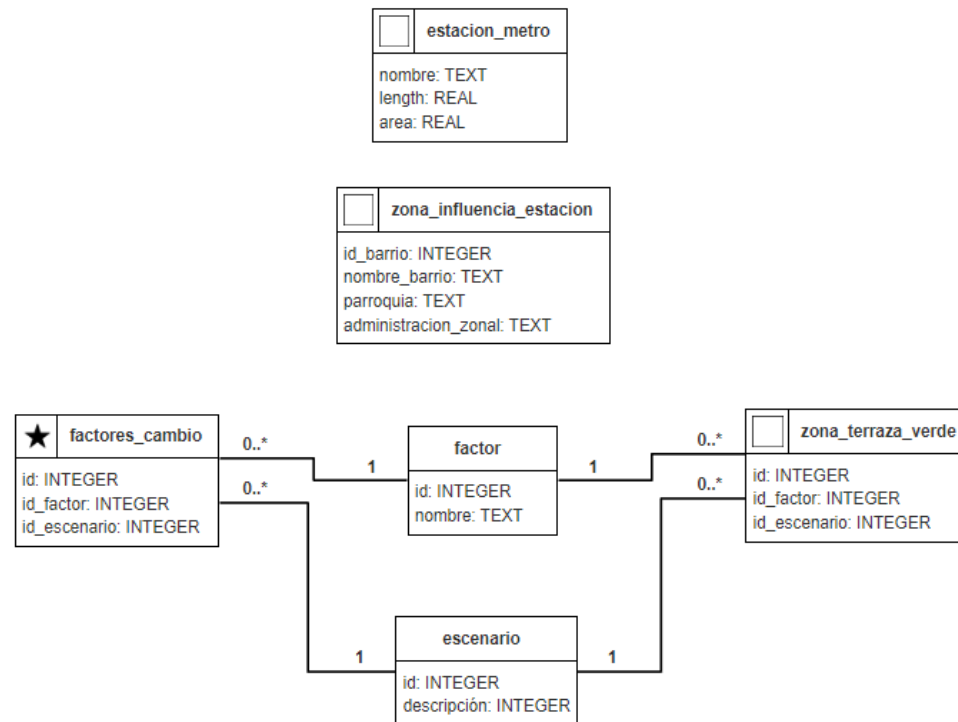 estacion_metro
nombre: TEXT
length: REAL
area: REAL
zona_influencia_estacion
id_barrio: INTEGER
nombre_barrio: TEXT
parroquia: TEXT
administracion_zonal: TEXT
factores_cambio
id: INTEGER
id_factor: INTEGER
id_escenario: INTEGER
0..*
0..*
1
1
factor
id: INTEGER
nombre: TEXT
1
0..*
0..*
1
zona_terraza_verde
id: INTEGER
id_factor: INTEGER
id_escenario: INTEGER
escenario
id: INTEGER
descripción: INTEGER